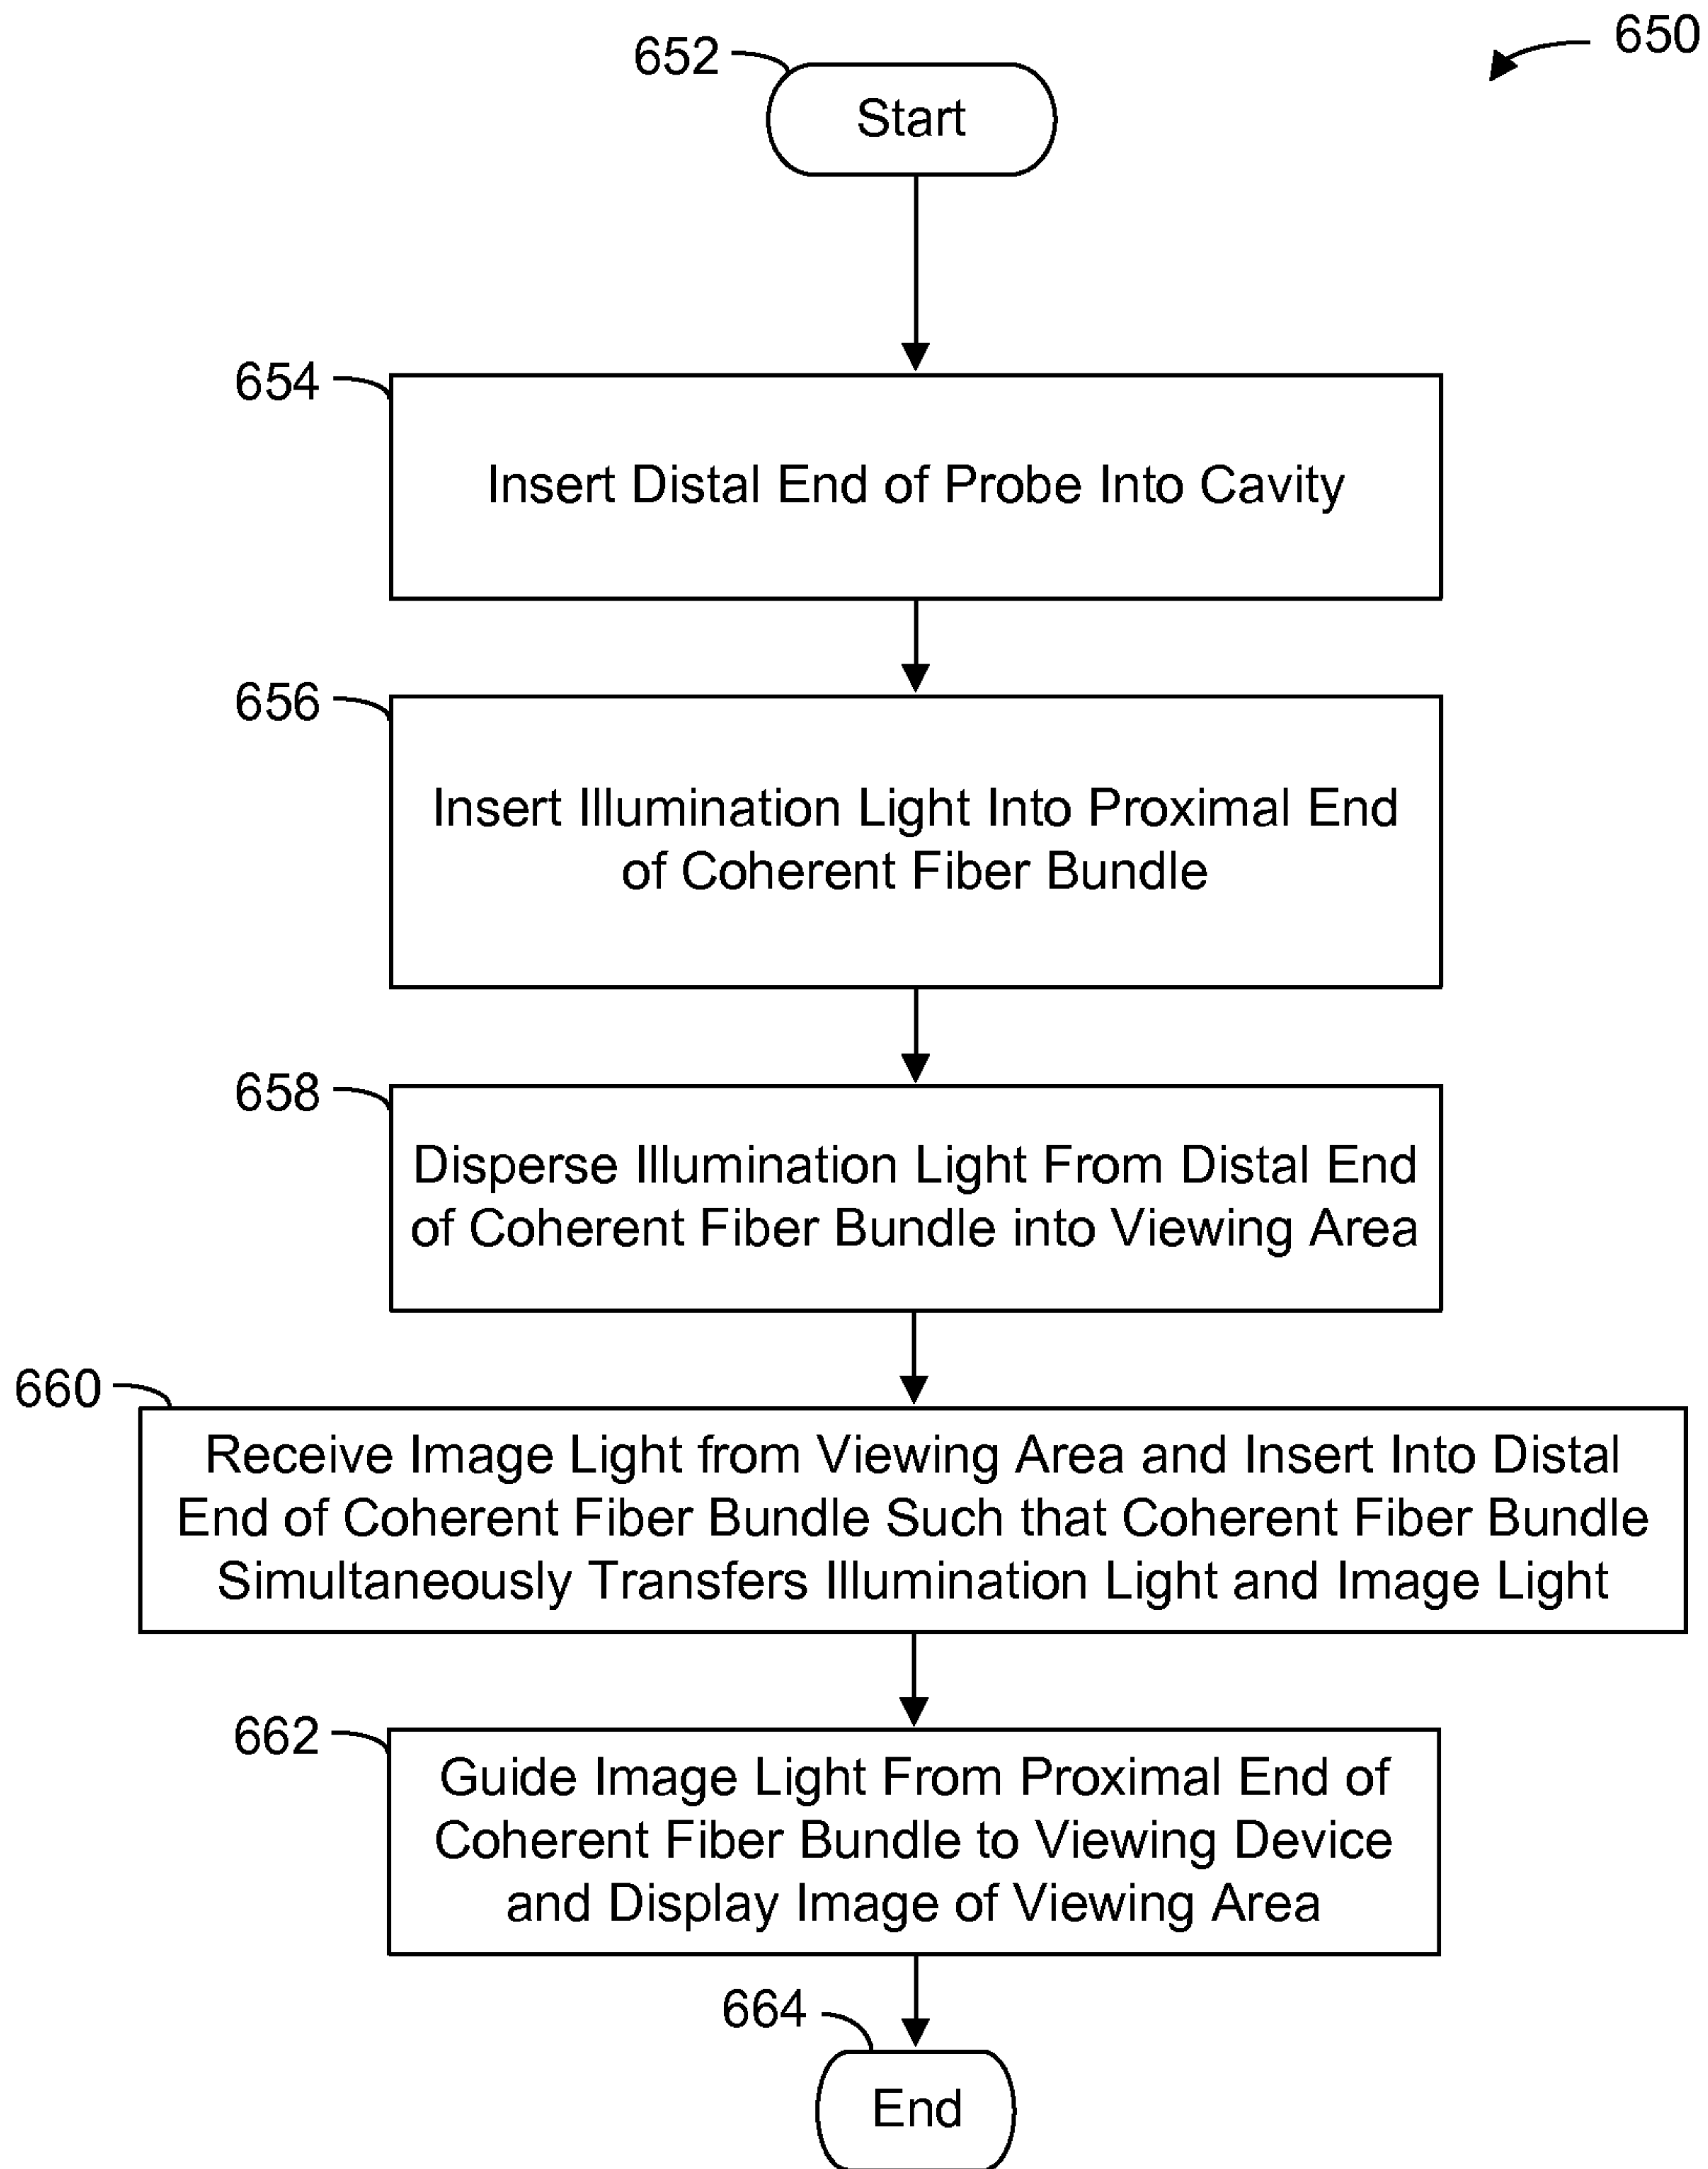 650
652
Start
654
Insert Distal End of Probe Into Cavity
656
Insert Illumination Light Into Proximal End
of Coherent Fiber Bundle
658
Disperse Illumination Light From Distal End
of Coherent Fiber Bundle into Viewing Area
660
Receive Image Light from Viewing Area and Insert Into Distal
End of Coherent Fiber Bundle Such that Coherent Fiber Bundle
Simultaneously Transfers Illumination Light and Image Light
662
Guide Image Light From Proximal End of
Coherent Fiber Bundle to Viewing Device
and Display Image of Viewing Area
664
End